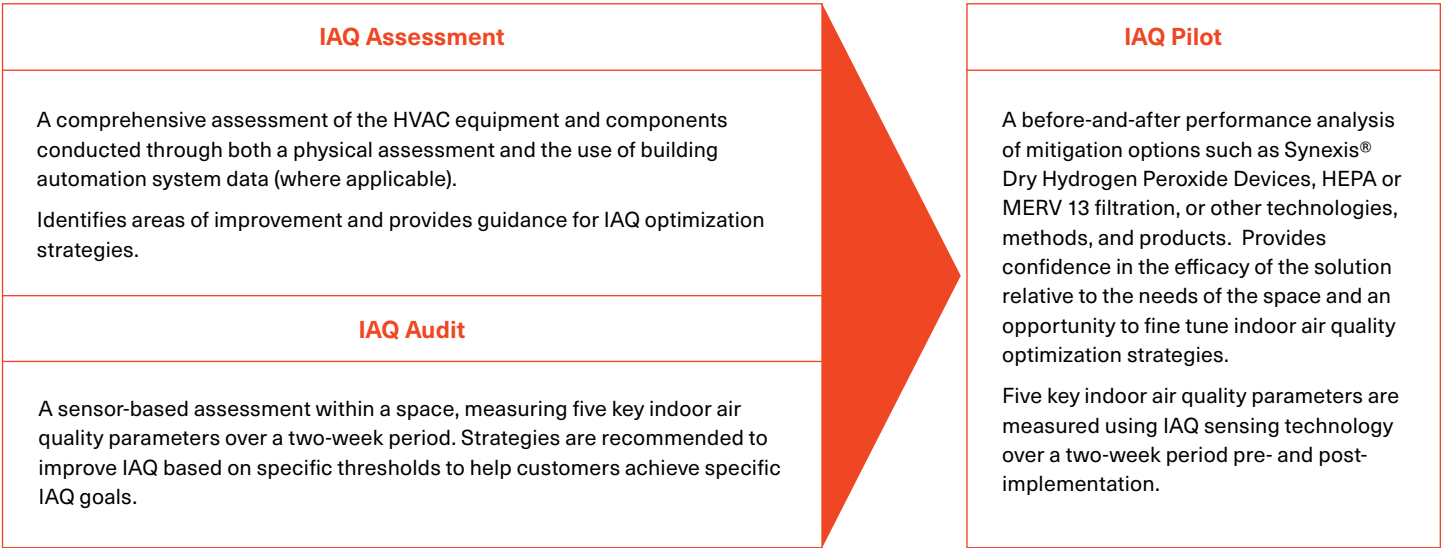 IAQ Assessment
A comprehensive assessment of the HVAC equipment and components
conducted through both a physical assessment and the use of building
automation system data (where applicable).
Identifies areas of improvement and provides guidance for IAQ optimization
strategies.
IAQ Audit
A sensor-based assessment within a space, measuring five key indoor air
quality parameters over a two-week period. Strategies are recommended to
improve IAQ based on specific thresholds to help customers achieve specific
IAQ goals.
IAQ Pilot
A before-and-after performance analysis
of mitigation options such as Synexis®
Dry Hydrogen Peroxide Devices, HEPA or
MERV 13 filtration, or other technologies,
methods, and products.  Provides
confidence in the efficacy of the solution
relative to the needs of the space and an
opportunity to fine tune indoor air quality
optimization strategies.
Five key indoor air quality parameters are
measured using IAQ sensing technology
over a two-week period pre- and post-
implementation.